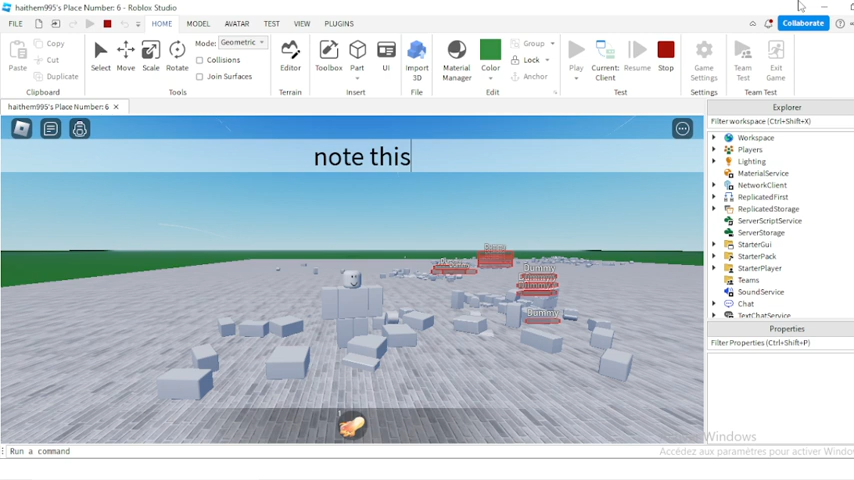 haithem995's Place Number: 6 - Roblox Studio
FILE HOME MODEL AVATAR TEST VIEW PLUGINS
Collaborate
Paste Copy Cut Duplicate
Select Move Scale Rotate
Mode: Geometric
Collisions
Join Surfaces
Editor
Toolbox Part UI
Import 3D
Material Manager Color
Group
Lock
Anchor
Play Current: Client Resume Stop
Game Settings
Team Test Exit Game
Clipboard Tools Terrain Insert File Edit Test Settings Team Test
haithem995's Place Number: 6
note this
Dummy
Dummy
1
Explorer
Filter workspace (Ctrl+Shift+X)
Workspace
Players
Lighting
MaterialService
NetworkClient
ReplicatedFirst
ReplicatedStorage
ServerScriptService
ServerStorage
StarterGui
StarterPack
StarterPlayer
Teams
SoundService
Chat
TextChatService
Properties
Filter Properties (Ctrl+Shift+P)
Windows
Accédez aux paramètres pour activer Windo
Run a command